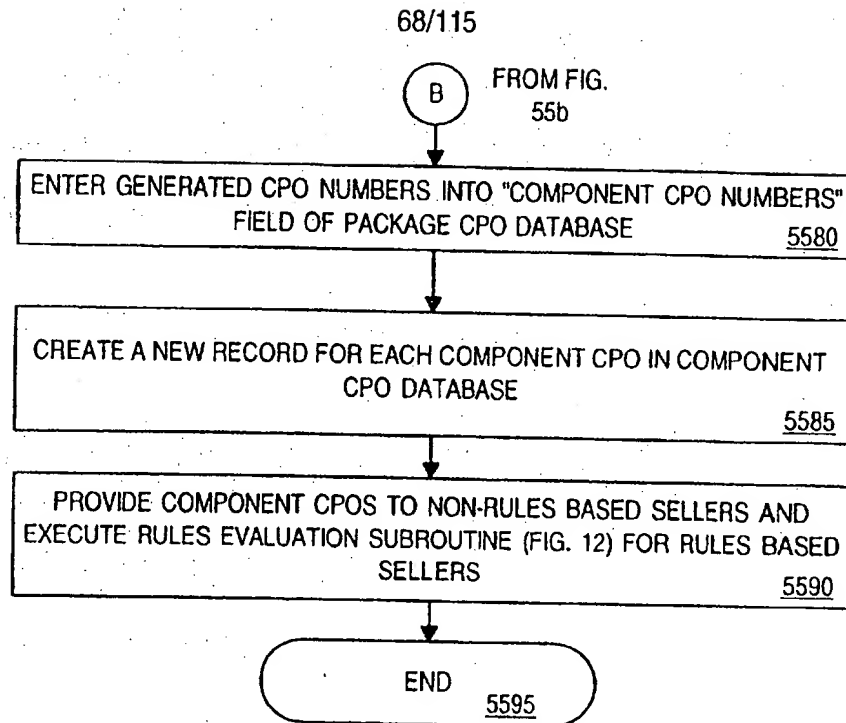 68/115
B
FROM FIG.
55b
ENTER GENERATED CPO NUMBERS INTO "COMPONENT CPO NUMBERS"
FIELD OF PACKAGE CPO DATABASE
5580
CREATE A NEW RECORD FOR EACH COMPONENT CPO IN COMPONENT
CPO DATABASE
5585
PROVIDE COMPONENT CPOS TO NON-RULES BASED SELLERS AND
EXECUTE RULES EVALUATION SUBROUTINE (FIG. 12) FOR RULES BASED
SELLERS
5590
END
5595